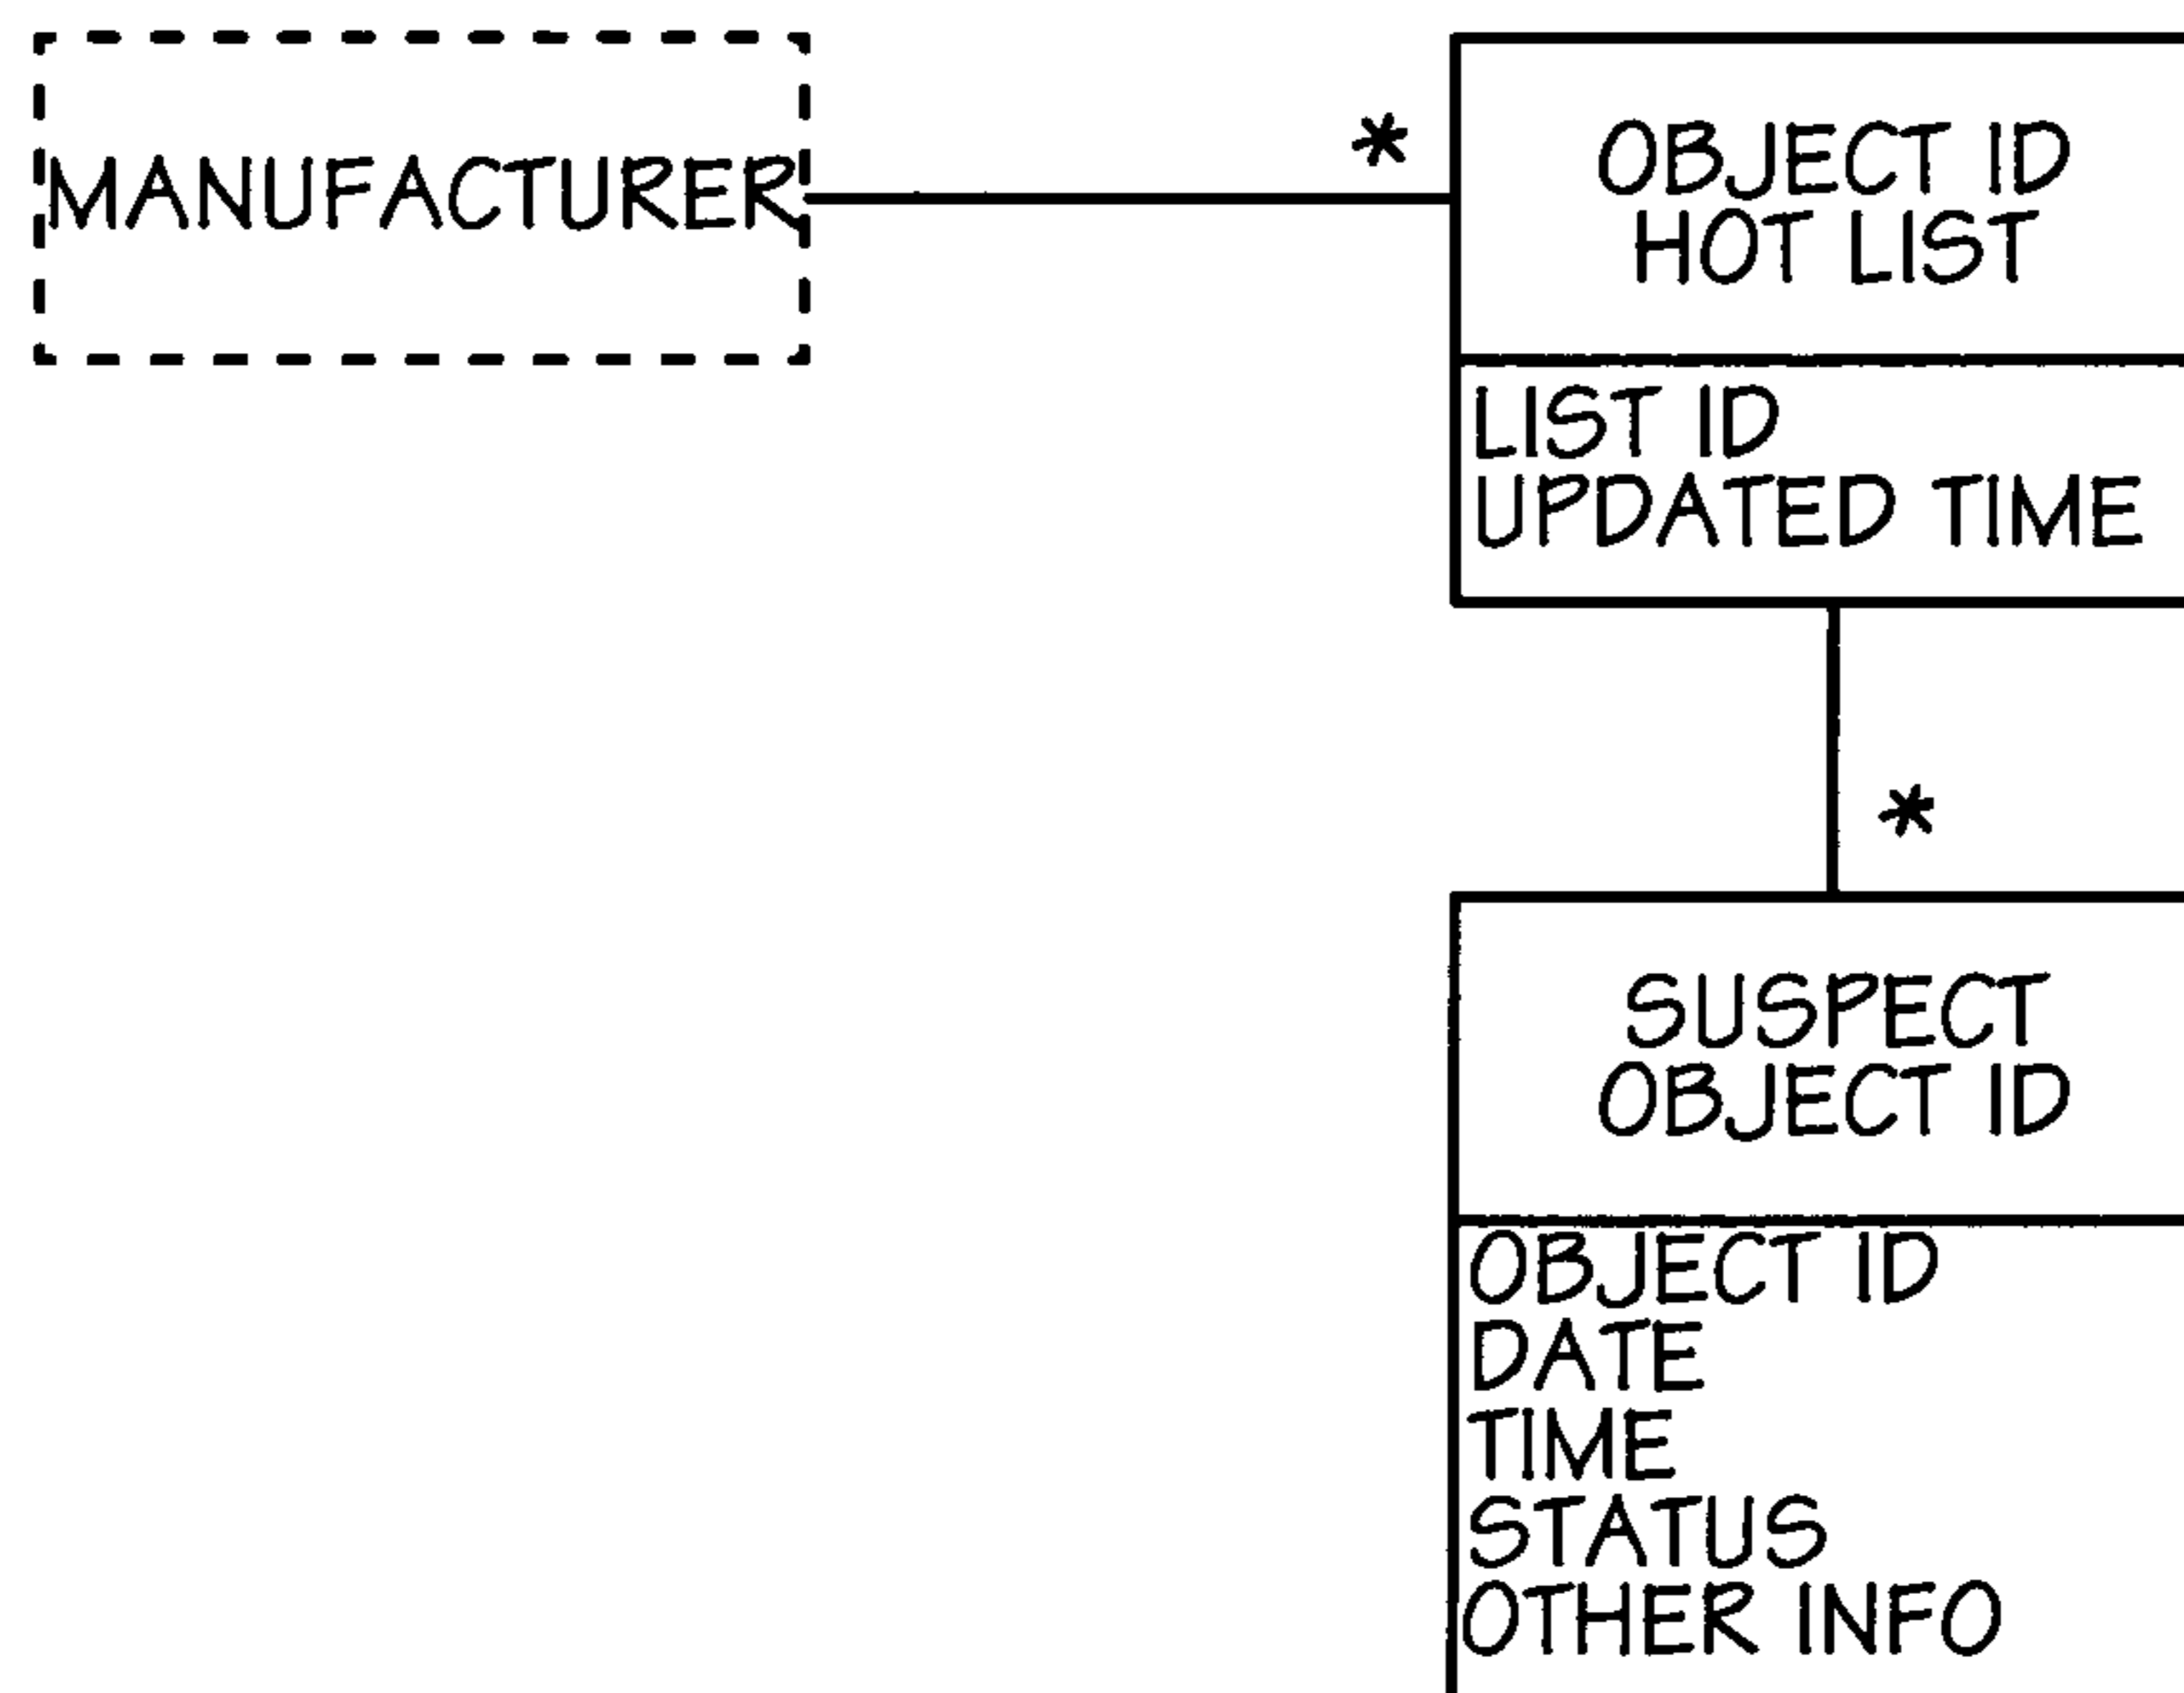 MANUFACTURER
*
OBJECT ID
HOT LIST
LIST ID
UPDATED TIME
*
SUSPECT
OBJECT ID
OBJECT ID
DATE
TIME
STATUS
OTHER INFO